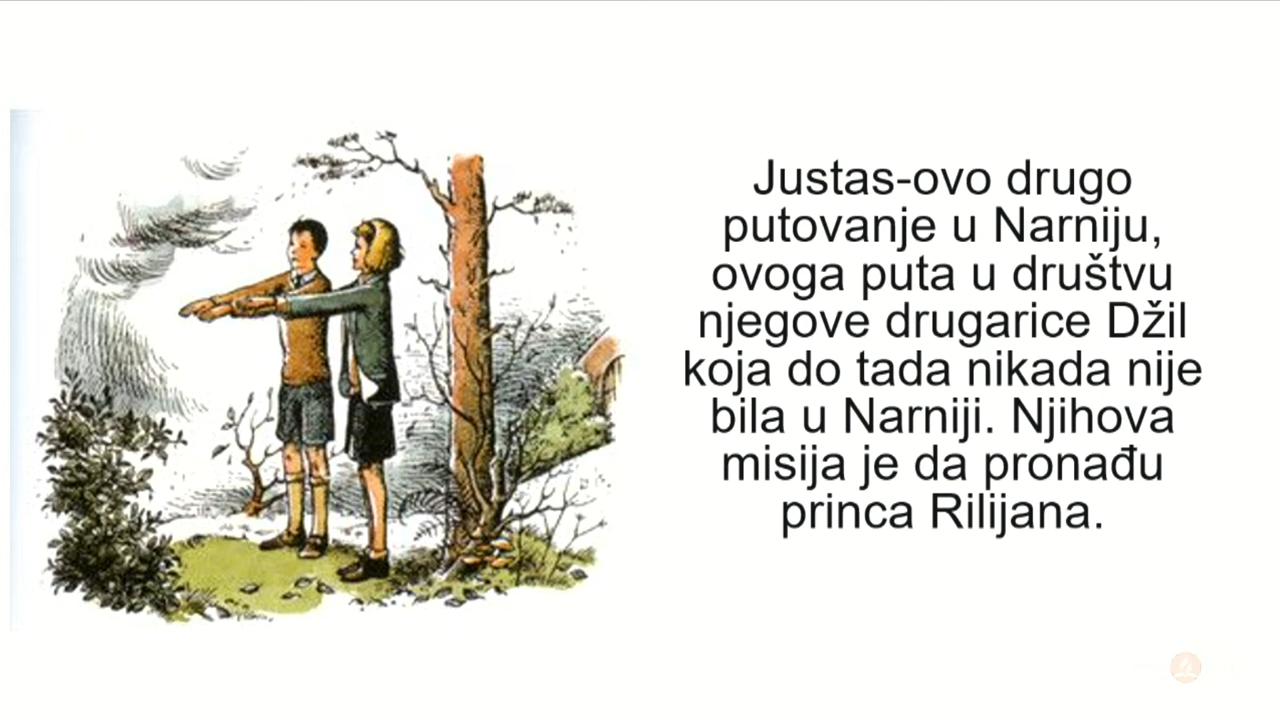 Justas-ovo drugo
putovanje u Narniju,
ovoga puta u društvu
njegove drugarice Džil
koja do tada nikada nije
bila u Narniji. Njihova
misija je da pronađu
princa Rilijana.